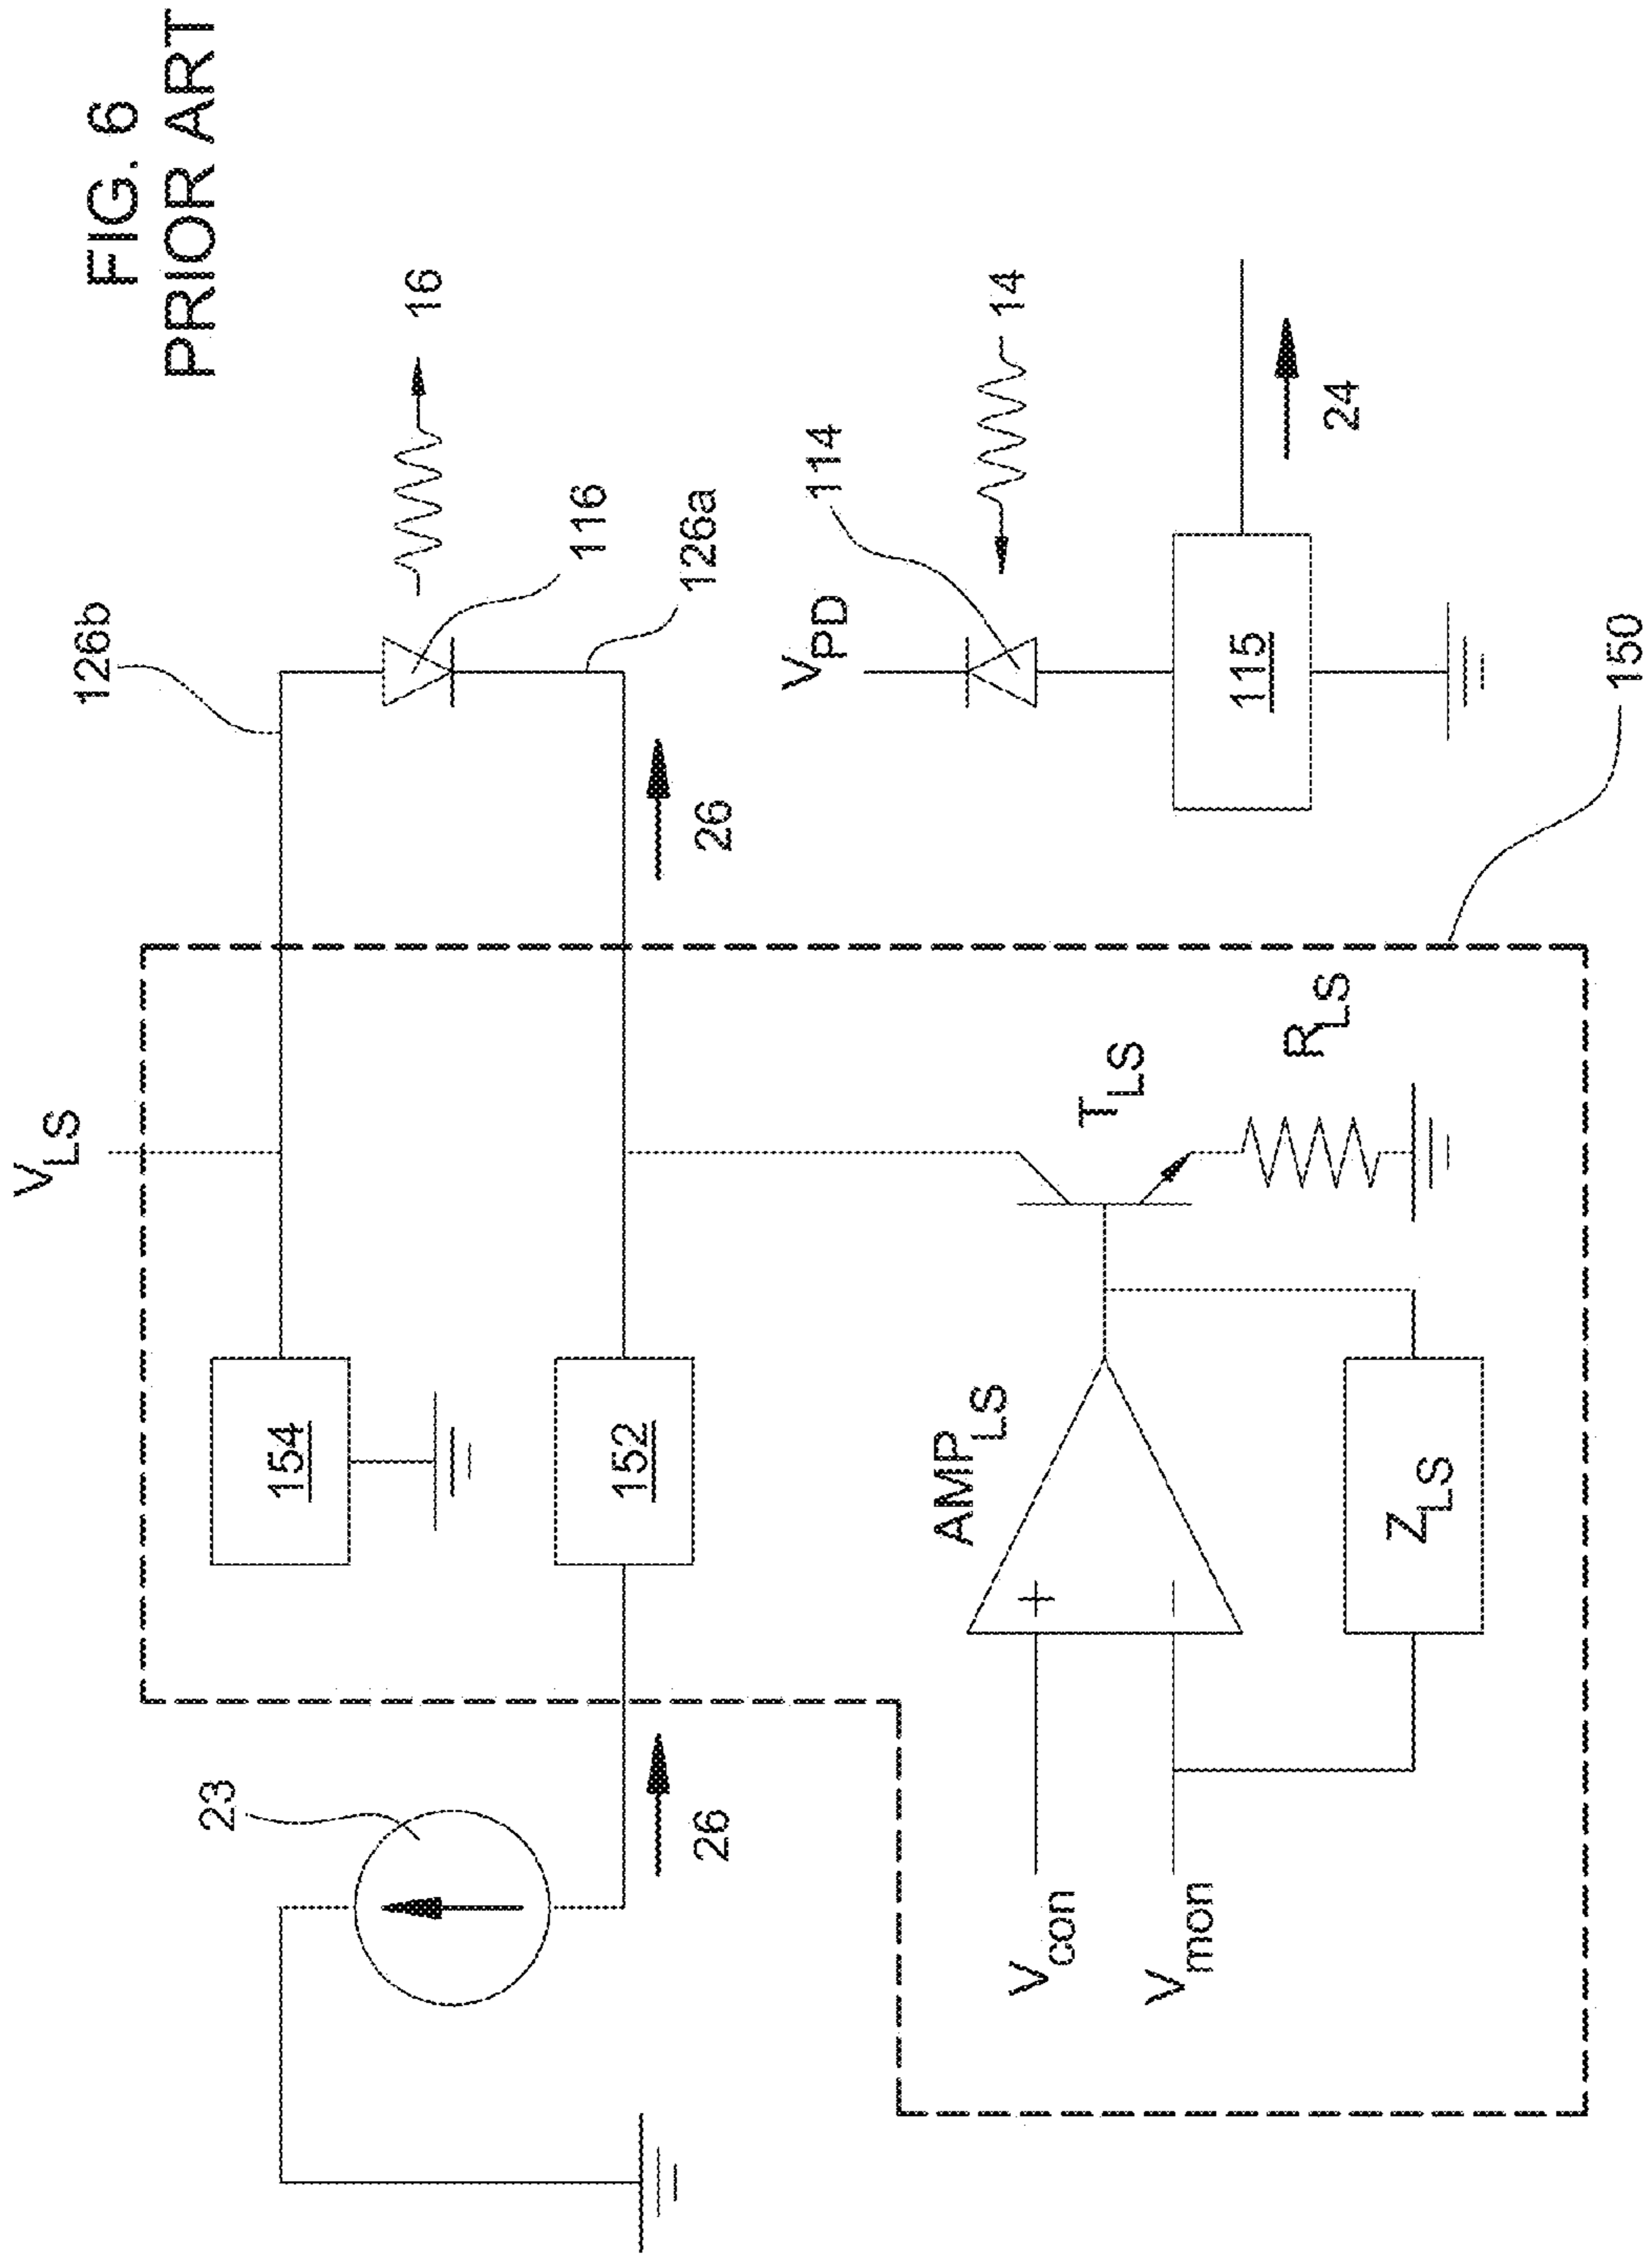 FIG. 6
PRIOR ART
V_LS
126b
16
116
126a
26
154
152
23
26
V_PD
114
14
115
24
150
T_LS
R_LS
AMP_LS
+
−
Z_LS
V_con
V_mon